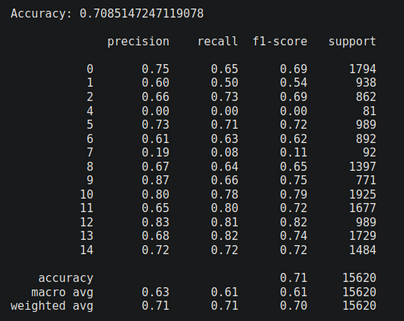 Accuracy: 0.7085147247119078
precision recall f1-score support
0 0.75 0.65 0.69 1794
1 0.60 0.50 0.54 938
2 0.66 0.73 0.69 862
4 0.00 0.00 0.00 81
5 0.73 0.71 0.72 989
6 0.61 0.63 0.62 892
7 0.19 0.08 0.11 92
8 0.67 0.64 0.65 1397
9 0.87 0.66 0.75 771
10 0.80 0.78 0.79 1925
11 0.65 0.80 0.72 1677
12 0.83 0.81 0.82 989
13 0.68 0.82 0.74 1729
14 0.72 0.72 0.72 1484
accuracy 0.71 15620
macro avg 0.63 0.61 0.61 15620
weighted avg 0.71 0.71 0.70 15620